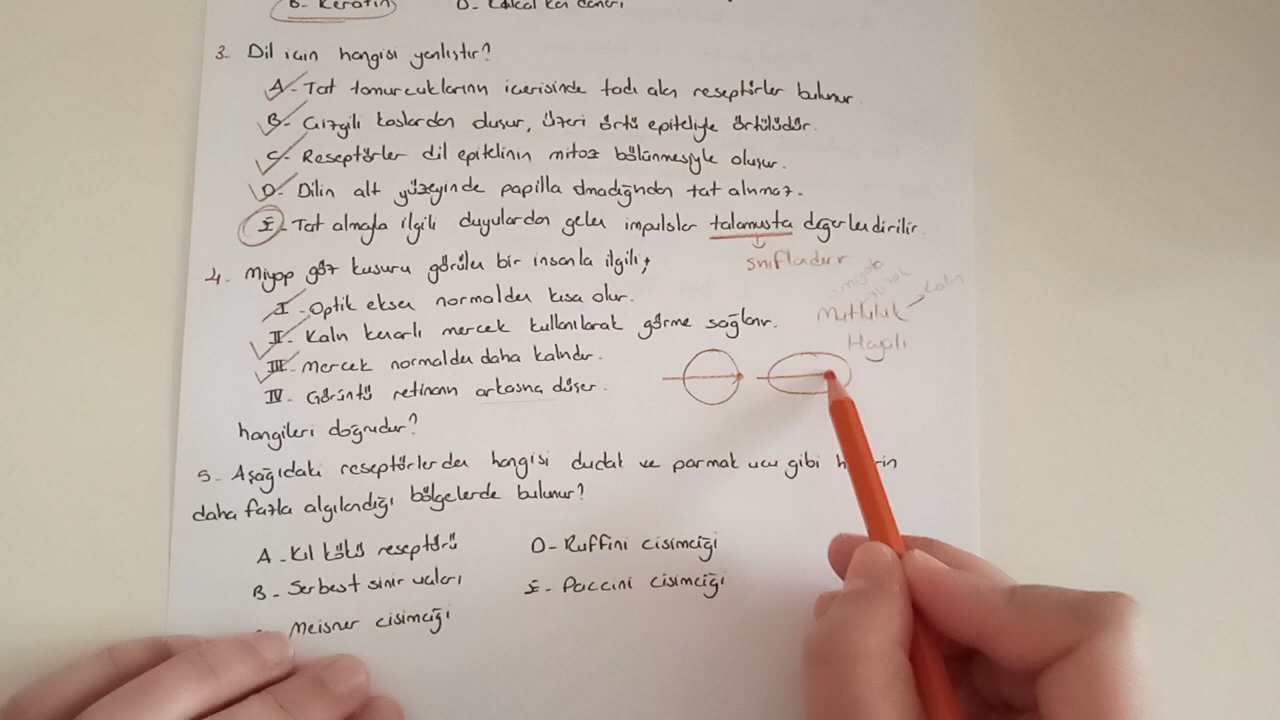 B- Keratin D-
3- Dil için hangisi yanlıştır?
A- Tat tomurcuklarının içerisinde tadı alan reseptörler bulunur
B- Çizgili kaslardan oluşur, üzeri örtü epiteliyle örtülüdür.
C- Reseptörler dil epitelinin mitoz bölünmesiyle oluşur.
D- Dilin alt yüzeyinde papilla olmadığından tat alınmaz.
E- Tat almayla ilgili duyulardan gelen impulslar talamusta değerlendirilir.
sınıflandırır
4- Miyop göz kusuru görülen bir insanla ilgili;
I- Optik eksen normalden kısa olur.
II- Kalın kenarlı mercek kullanılarak görme sağlanır.
III- Mercek normalden daha kalındır.
IV- Görüntü retinanın arkasına düşer.
miyop
uzak
Mutluluk kalın
Hayali
hangileri doğrudur?
5- Aşağıdaki reseptörlerden hangisi dudak ve parmak ucu gibi
daha fazla algılandığı bölgelerde bulunur?
A- Kıl kökü reseptörü D- Ruffini cisimciği
B- Serbest sinir uçları E- Paccini cisimciği
Meisner cisimciği